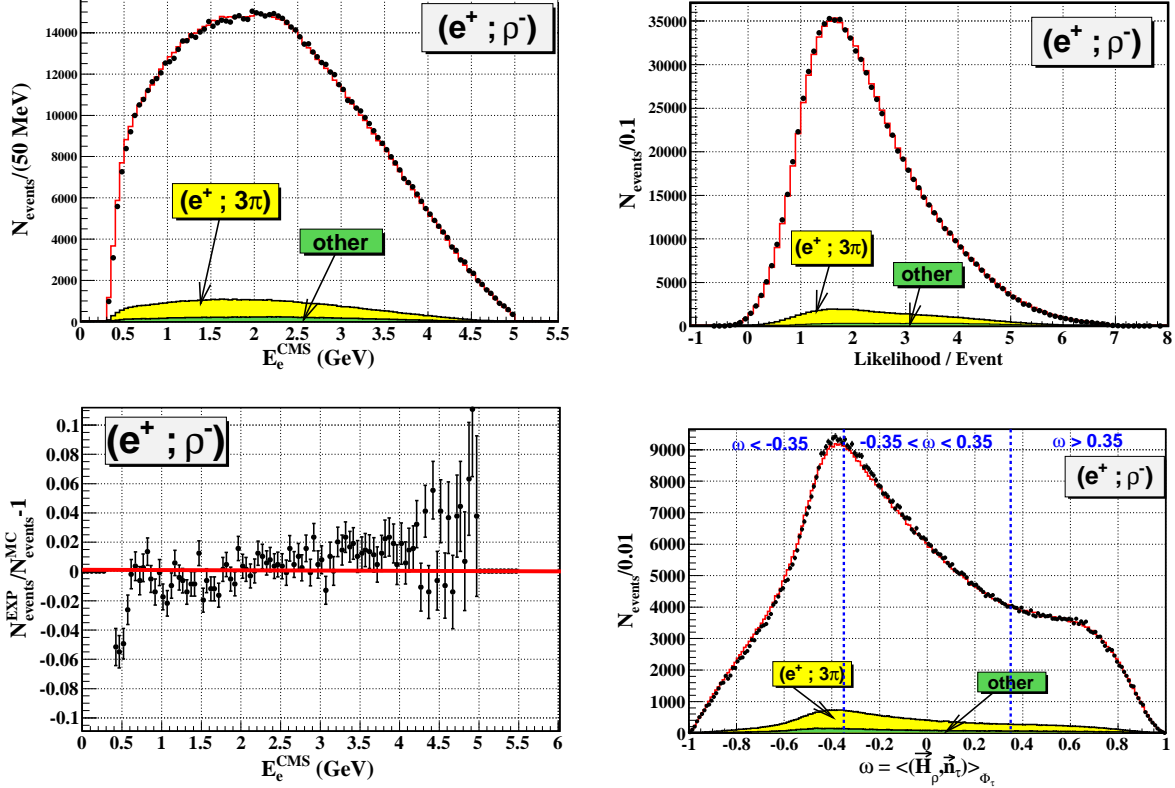 N_events/(50 MeV)
14000
12000
10000
8000
6000
4000
2000
0
(e⁺ ; ρ⁻)
(e⁺ ; 3π)
other
0 0.5 1 1.5 2 2.5 3 3.5 4 4.5 5 5.5
E_e^CMS (GeV)
N_events/0.1
35000
30000
25000
20000
15000
10000
5000
0
(e⁺ ; ρ⁻)
(e⁺ ; 3π)
other
-1 0 1 2 3 4 5 6 7 8
Likelihood / Event
N_events^EXP/N_events^MC-1
0.1
0.08
0.06
0.04
0.02
0
-0.02
-0.04
-0.06
-0.08
-0.1
(e⁺ ; ρ⁻)
0 0.5 1 1.5 2 2.5 3 3.5 4 4.5 5 5.5 6
E_e^CMS (GeV)
N_events/0.01
9000
8000
7000
6000
5000
4000
3000
2000
1000
0
ω < -0.35 -0.35 < ω < 0.35 ω > 0.35
(e⁺ ; ρ⁻)
(e⁺ ; 3π)
other
-1 -0.8 -0.6 -0.4 -0.2 0 0.2 0.4 0.6 0.8 1
ω = <(H⃗_ρ,n⃗_τ)>_Φ_τ